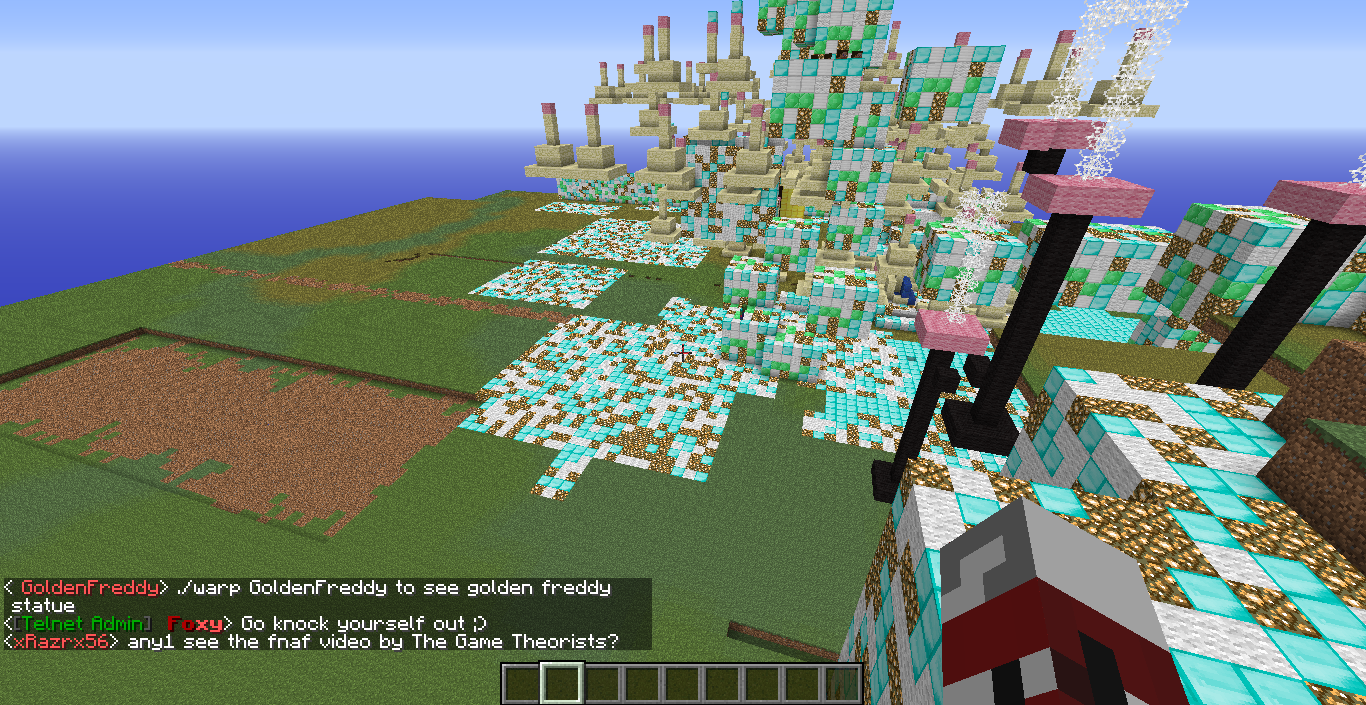 < GoldenFreddy> ./warp GoldenFreddy to see golden freddy
statue
<[Telnet Admin] Foxy> Go knock yourself out ;)
<xRazrx56> any1 see the fnaf video by The Game Theorists?